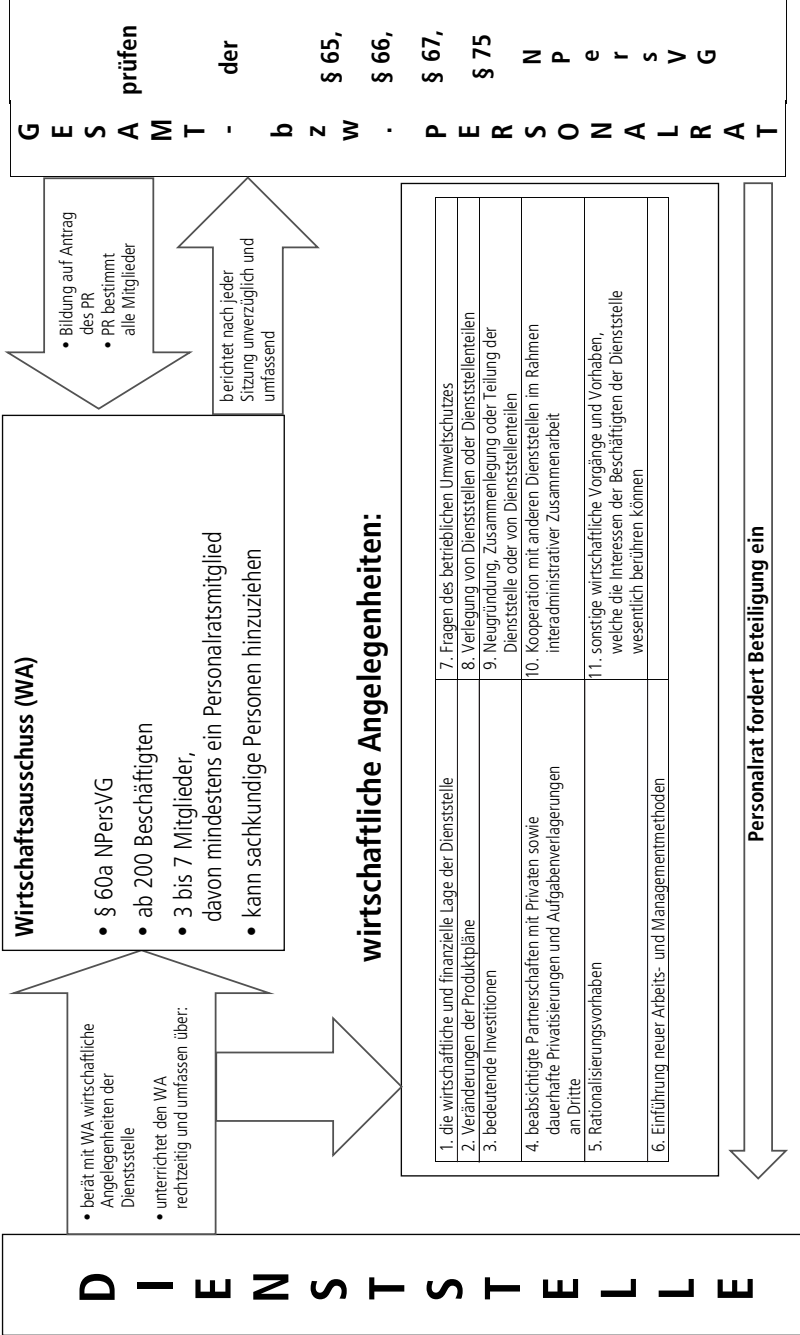 DIENSTSTELLE
• berät mit WA wirtschaftliche
Angelegenheiten der
Dienstsstelle
• unterrichtet den WA
rechtzeitig und umfassen über:
Wirtschaftsausschuss (WA)
• § 60a NPersVG
• ab 200 Beschäftigten
• 3 bis 7 Mitglieder,
davon mindestens ein Personalratsmitglied
• kann sachkundige Personen hinzuziehen
• Bildung auf Antrag
des PR
• PR bestimmt
alle Mitglieder
berichtet nach jeder
Sitzung unverzüglich und
umfassend
GESAMT- bzw. PERSONALRAT
prüfen
der
§ 65,
§ 66,
§ 67,
§ 75
NPersVG
wirtschaftliche Angelegenheiten:
1. die wirtschaftliche und finanzielle Lage der Dienststelle
2. Veränderungen der Produktpläne
3. bedeutende Investitionen
4. beabsichtigte Partnerschaften mit Privaten sowie
dauerhafte Privatisierungen und Aufgabenverlagerungen
an Dritte
5. Rationalisierungsvorhaben
6. Einführung neuer Arbeits- und Managementmethoden
7. Fragen des betrieblichen Umweltschutzes
8. Verlegung von Dienststellen oder Dienststellenteilen
9. Neugründung, Zusammenlegung oder Teilung der
Dienststelle oder von Dienststellenteilen
10. Kooperation mit anderen Dienststellen im Rahmen
interadministrativer Zusammenarbeit
11. sonstige wirtschaftliche Vorgänge und Vorhaben,
welche die Interessen der Beschäftigten der Dienststelle
wesentlich berühren können
Personalrat fordert Beteiligung ein